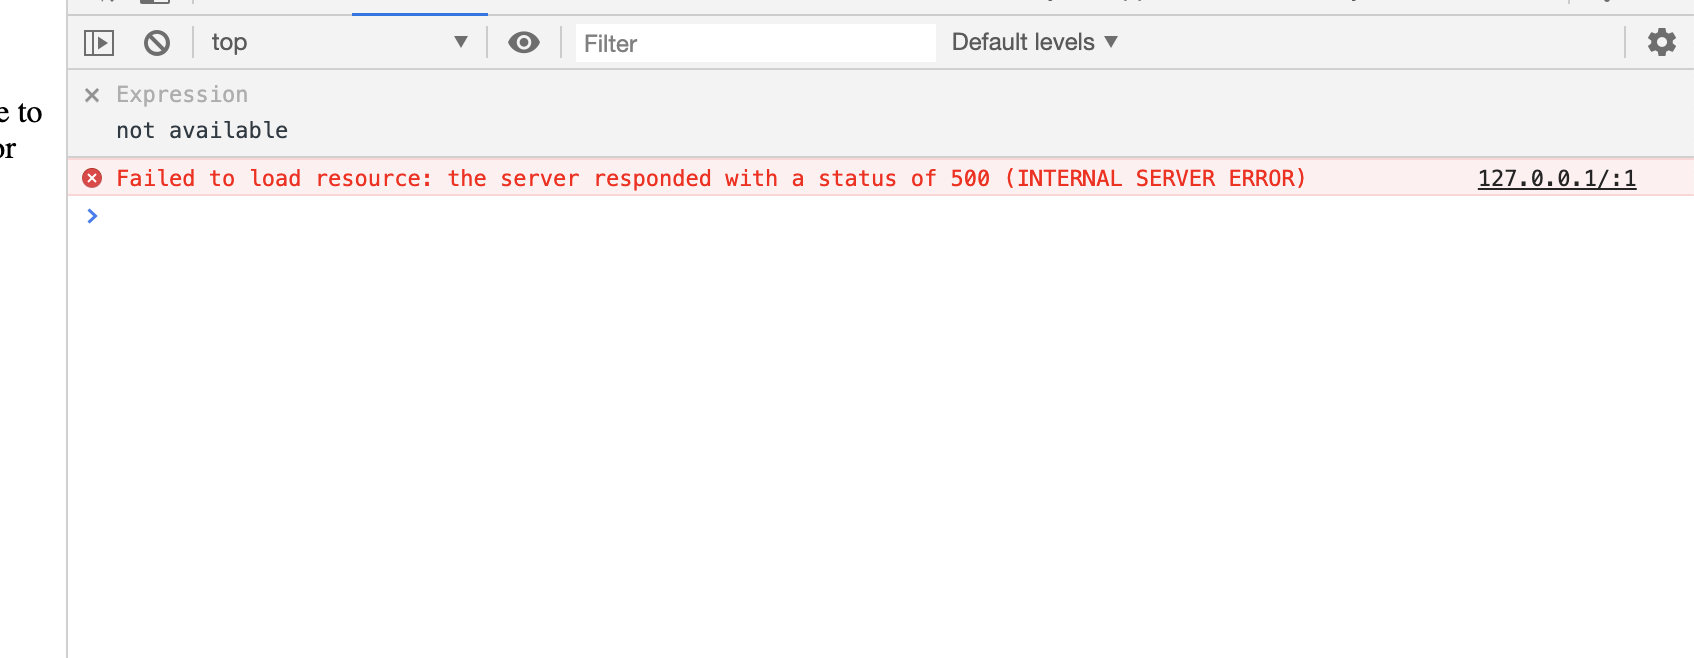 top Filter Default levels
Expression
e to
not available
or
Failed to load resource: the server responded with a status of 500 (INTERNAL SERVER ERROR) 127.0.0.1/:1